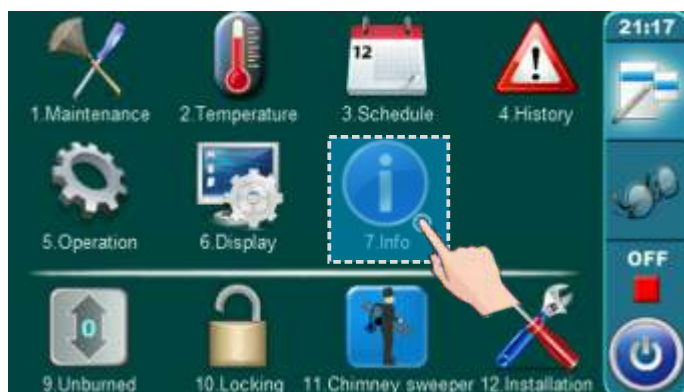 21:17
1.Maintenance 2.Temperature 3.Schedule 4.History
12
5.Operation 6.Display 7.Info
OFF
0
9.Unburned 10.Locking 11.Chimney sweeper 12.Installation